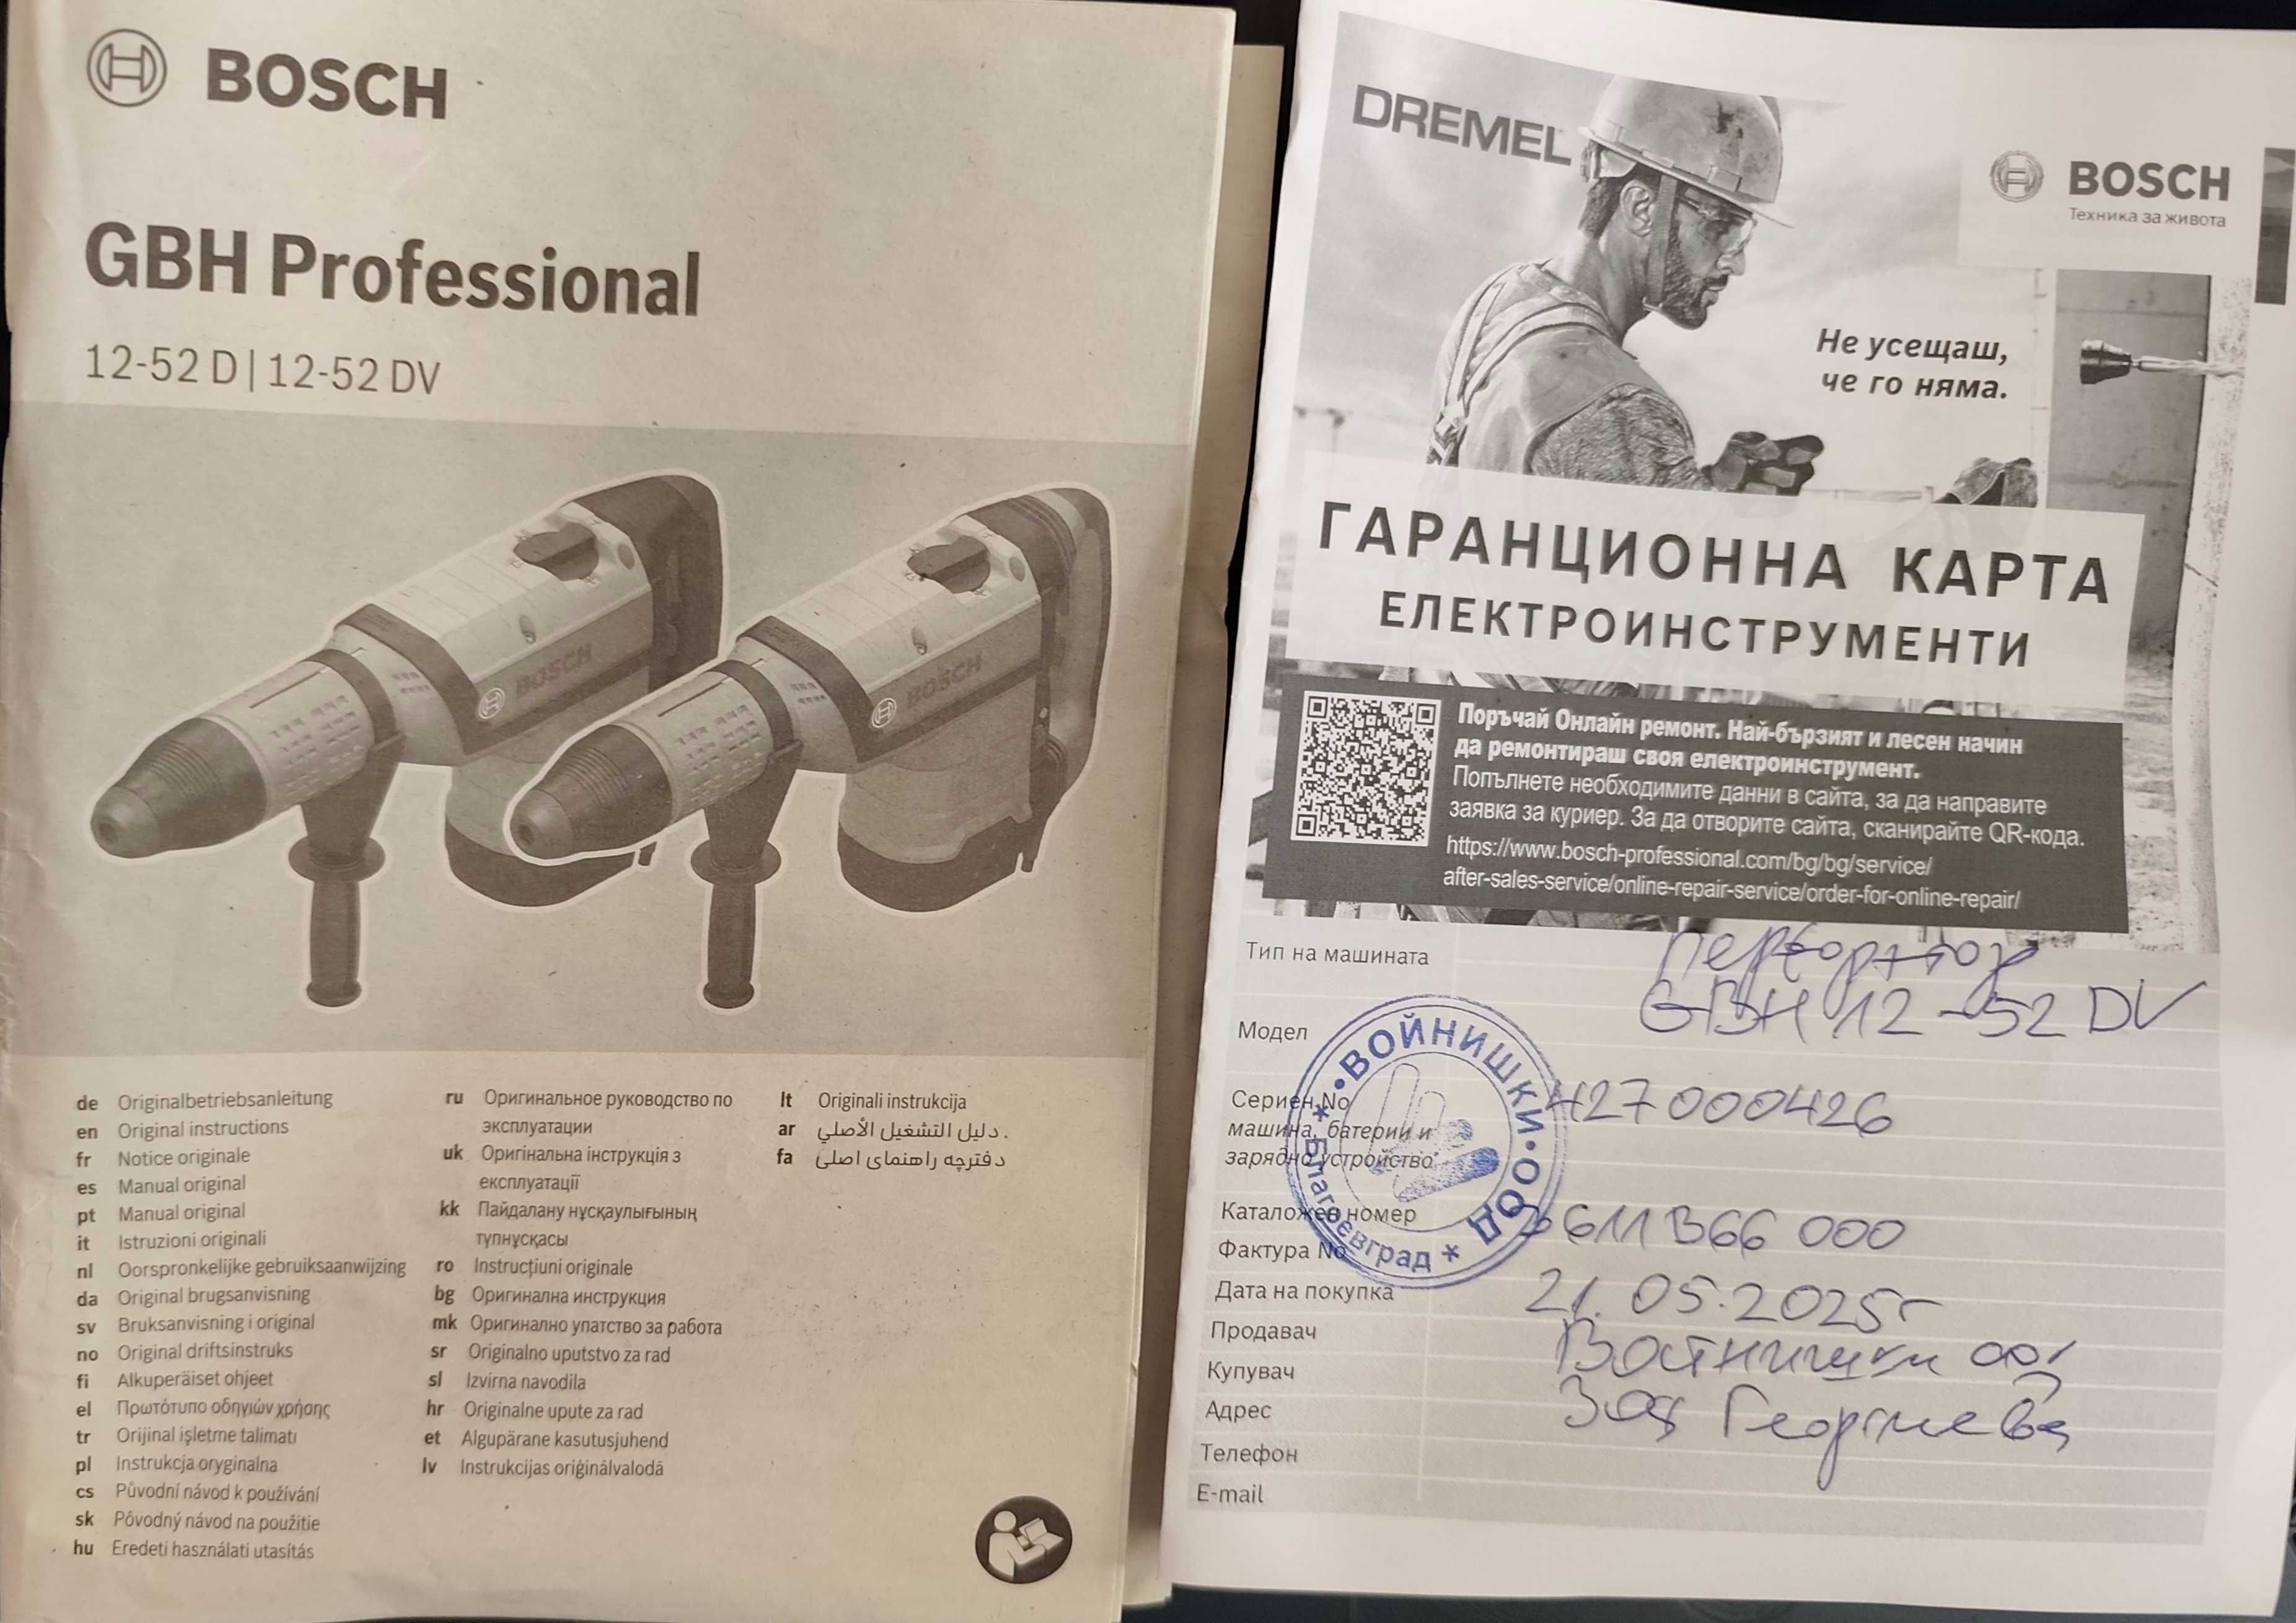 BOSCH
GBH Professional
12-52 D | 12-52 DV
BOSCH
BOSCH
de Originalbetriebsanleitung
en Original instructions
fr Notice originale
es Manual original
pt Manual original
it Istruzioni originali
nl Oorspronkelijke gebruiksaanwijzing
da Original brugsanvisning
sv Bruksanvisning i original
no Original driftsinstruks
fi Alkuperäiset ohjeet
el Πρωτότυπο οδηγιών χρήσης
tr Orijinal işletme talimatı
pl Instrukcja oryginalna
cs Původní návod k používání
sk Pôvodný návod na použitie
hu Eredeti használati utasítás
ru Оригинальное руководство по
эксплуатации
uk Оригінальна інструкція з
експлуатації
kk Пайдалану нұсқаулығының
түпнұсқасы
ro Instrucțiuni originale
bg Оригинална инструкция
mk Оригинално упатство за работа
sr Originalno uputstvo za rad
sl Izvirna navodila
hr Originalne upute za rad
et Algupärane kasutusjuhend
lv Instrukcijas oriģinālvalodā
lt Originali instrukcija
ar دليل التشغيل الأصلي.
fa دفترچه راهنمای اصلی
DREMEL
BOSCH
Техника за живота
Не усещаш,
че го няма.
ГАРАНЦИОННА КАРТА
ЕЛЕКТРОИНСТРУМЕНТИ
Поръчай Онлайн ремонт. Най-бързият и лесен начин
да ремонтираш своя електроинструмент.
Попълнете необходимите данни в сайта, за да направите
заявка за куриер. За да отворите сайта, сканирайте QR-кода.
https://www.bosch-professional.com/bg/bg/service/
after-sales-service/online-repair-service/order-for-online-repair/
Тип на машината Перфоратор
Модел GBH 12-52 DV
Сериен No 427000426
машина, батерии и
зарядно устройство
Каталожен номер 3 611 B66 000
Фактура No
Дата на покупка 21.05.2025г
Продавач Войнишки ООД
Купувач Зоя Георгиева
Адрес
Телефон
E-mail
ВОЙНИШКИ ООД
* Благоевград *